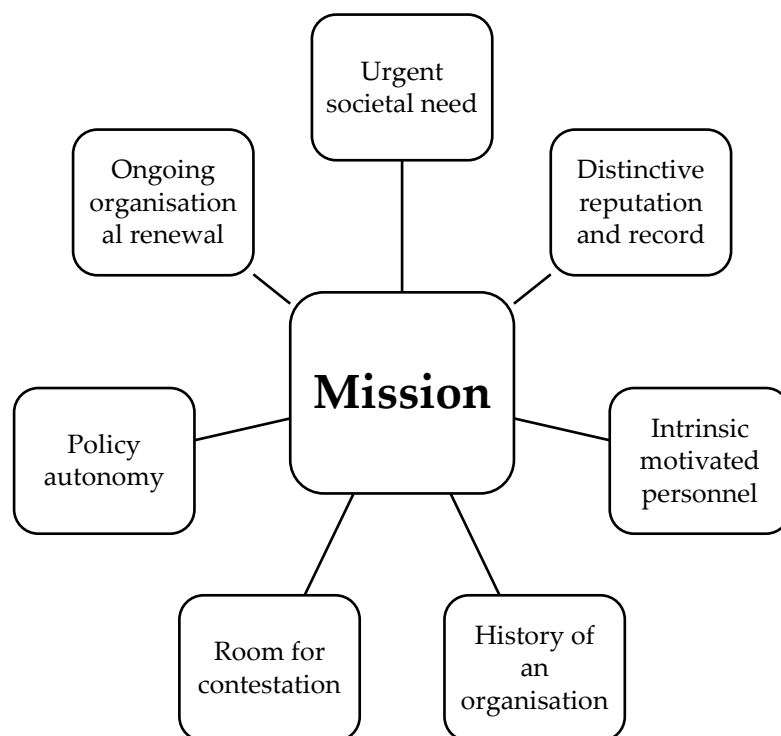 Urgent
societal need
Ongoing
organisation
al renewal
Distinctive
reputation
and record
Mission
Policy
autonomy
Intrinsic
motivated
personnel
Room for
contestation
History of
an
organisation